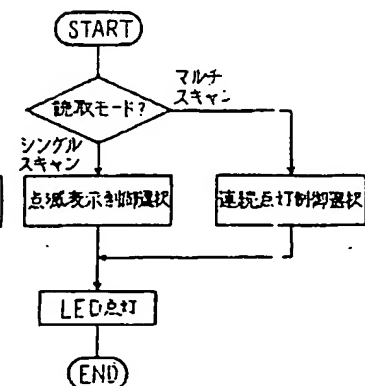 START
読取モード?
マルチ
スキャン
シングル
スキャン
点滅表示制御選択
連続点灯制御選択
LED点灯
END